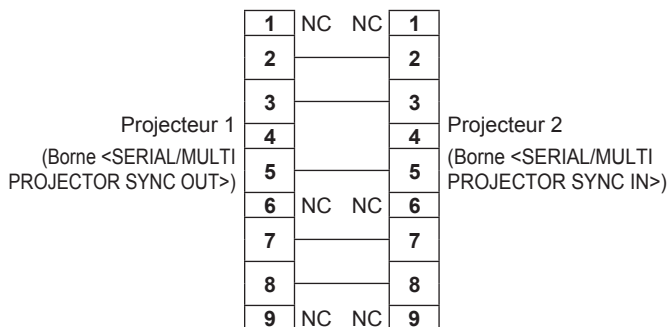 1 NC NC 1
2 2
3 3
Projecteur 1 4 4 Projecteur 2
(Borne <SERIAL/MULTI (Borne <SERIAL/MULTI
PROJECTOR SYNC OUT>) 5 5 PROJECTOR SYNC IN>)
6 NC NC 6
7 7
8 8
9 NC NC 9